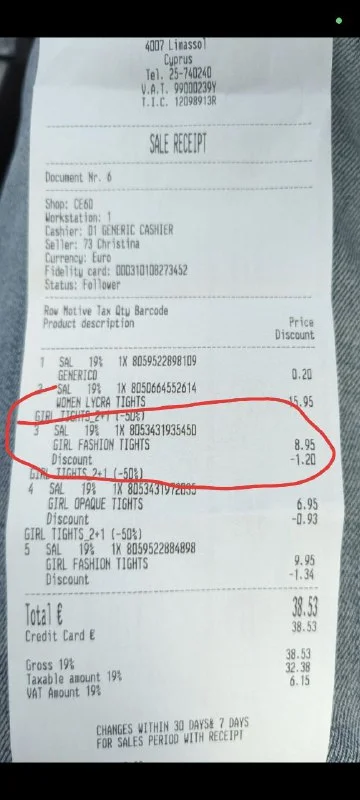 4007 Limassol
Cyprus
Tel. 25-740240
V.A.T. 99000239Y
T.I.C. 12098913R
SALE RECEIPT
Document Nr. 6
Shop: CE60
Workstation: 1
Cashier: 01 GENERIC CASHIER
Seller: 73 Christina
Currency: Euro
Fidelity card: 000310108273452
Status: Follower
Row Motive Tax Qty Barcode Price
Product description Discount
1 SAL 19% 1X 8059522898109
GENERICO 0.20
2 SAL 19% 1X 8050664552614
WOMEN LYCRA TIGHTS 15.95
GIRL TIGHTS_2+1 (-50%)
3 SAL 19% 1X 8053431935450
GIRL FASHION TIGHTS 8.95
Discount -1.20
GIRL TIGHTS_2+1 (-50%)
4 SAL 19% 1X 8053431972035
GIRL OPAQUE TIGHTS 6.95
Discount -0.93
GIRL TIGHTS_2+1 (-50%)
5 SAL 19% 1X 8059522884898
GIRL FASHION TIGHTS 9.95
Discount -1.34
Total € 38.53
Credit Card € 38.53
Gross 19% 38.53
Taxable amount 19% 32.38
VAT Amount 19% 6.15
CHANGES WITHIN 30 DAYS& 7 DAYS
FOR SALES PERIOD WITH RECEIPT